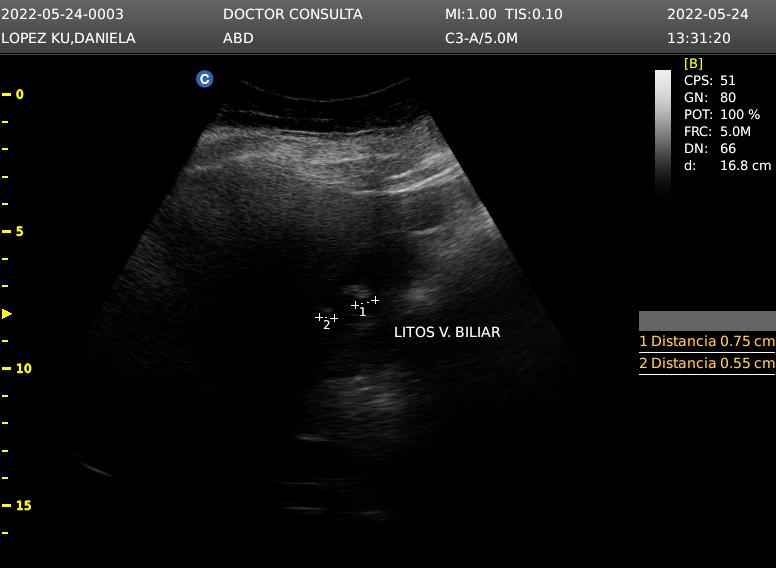 2022-05-24-0003 DOCTOR CONSULTA MI:1.00 TIS:0.10 2022-05-24
LOPEZ KU,DANIELA ABD C3-A/5.0M 13:31:20
C
[B]
CPS: 51
GN: 80
POT: 100 %
FRC: 5.0M
DN: 66
d: 16.8 cm
0
5
10
15
1
2
LITOS V. BILIAR
1 Distancia 0.75 cm
2 Distancia 0.55 cm